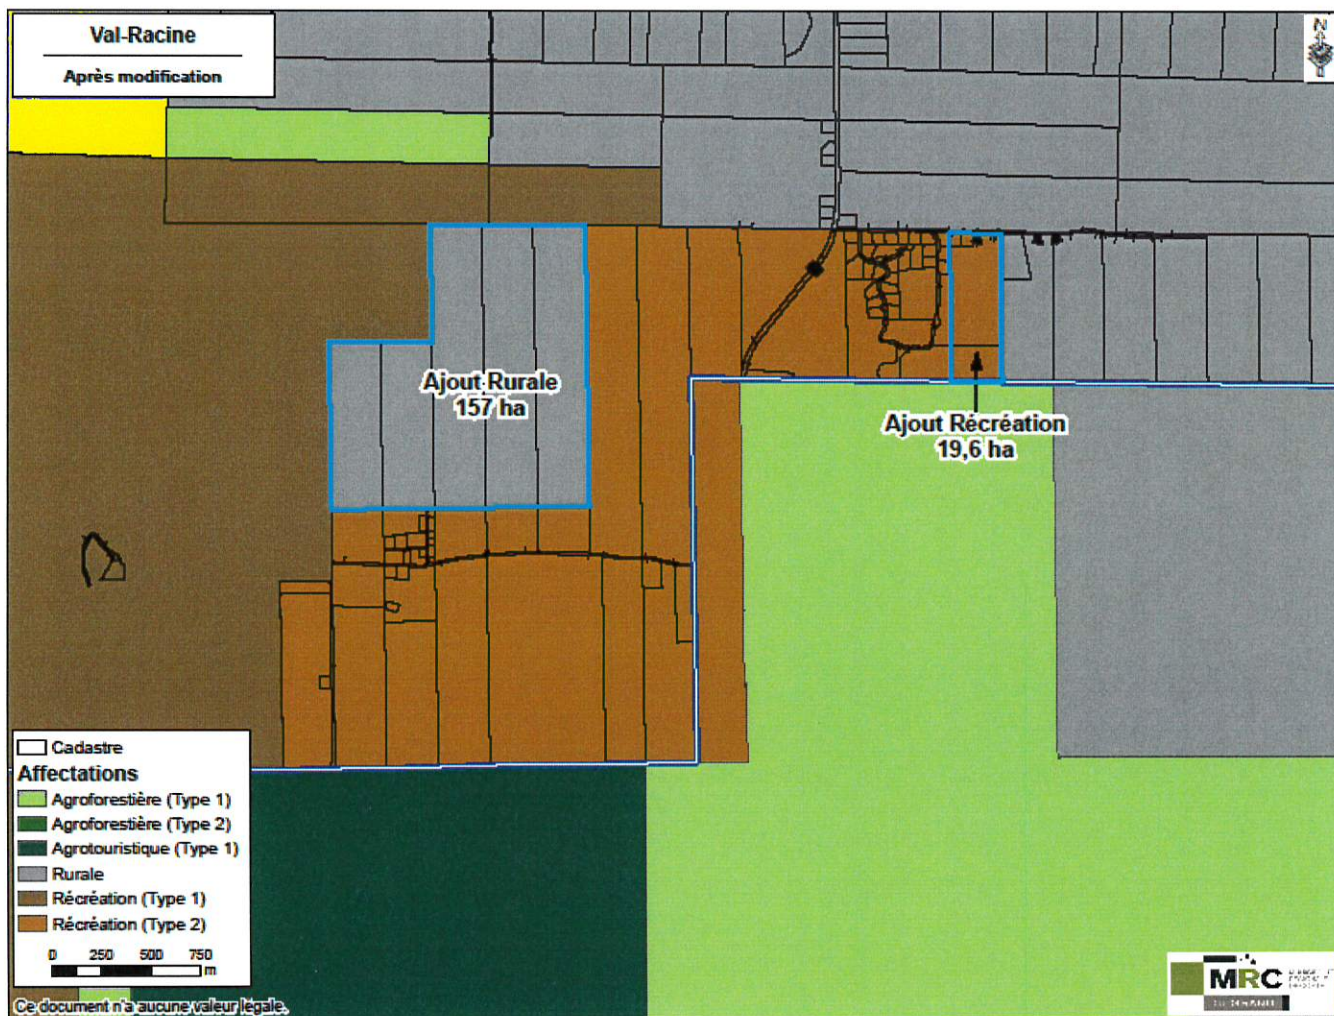 Val-Racine
Après modification
N
Ajout Rurale
157 ha
Ajout Récréation
19,6 ha
Cadastre
Affectations
Agroforestière (Type 1)
Agroforestière (Type 2)
Agrotouristique (Type 1)
Rurale
Récréation (Type 1)
Récréation (Type 2)
0 250 500 750
m
Ce document n'a aucune valeur légale.
MRC
DU GRANIT